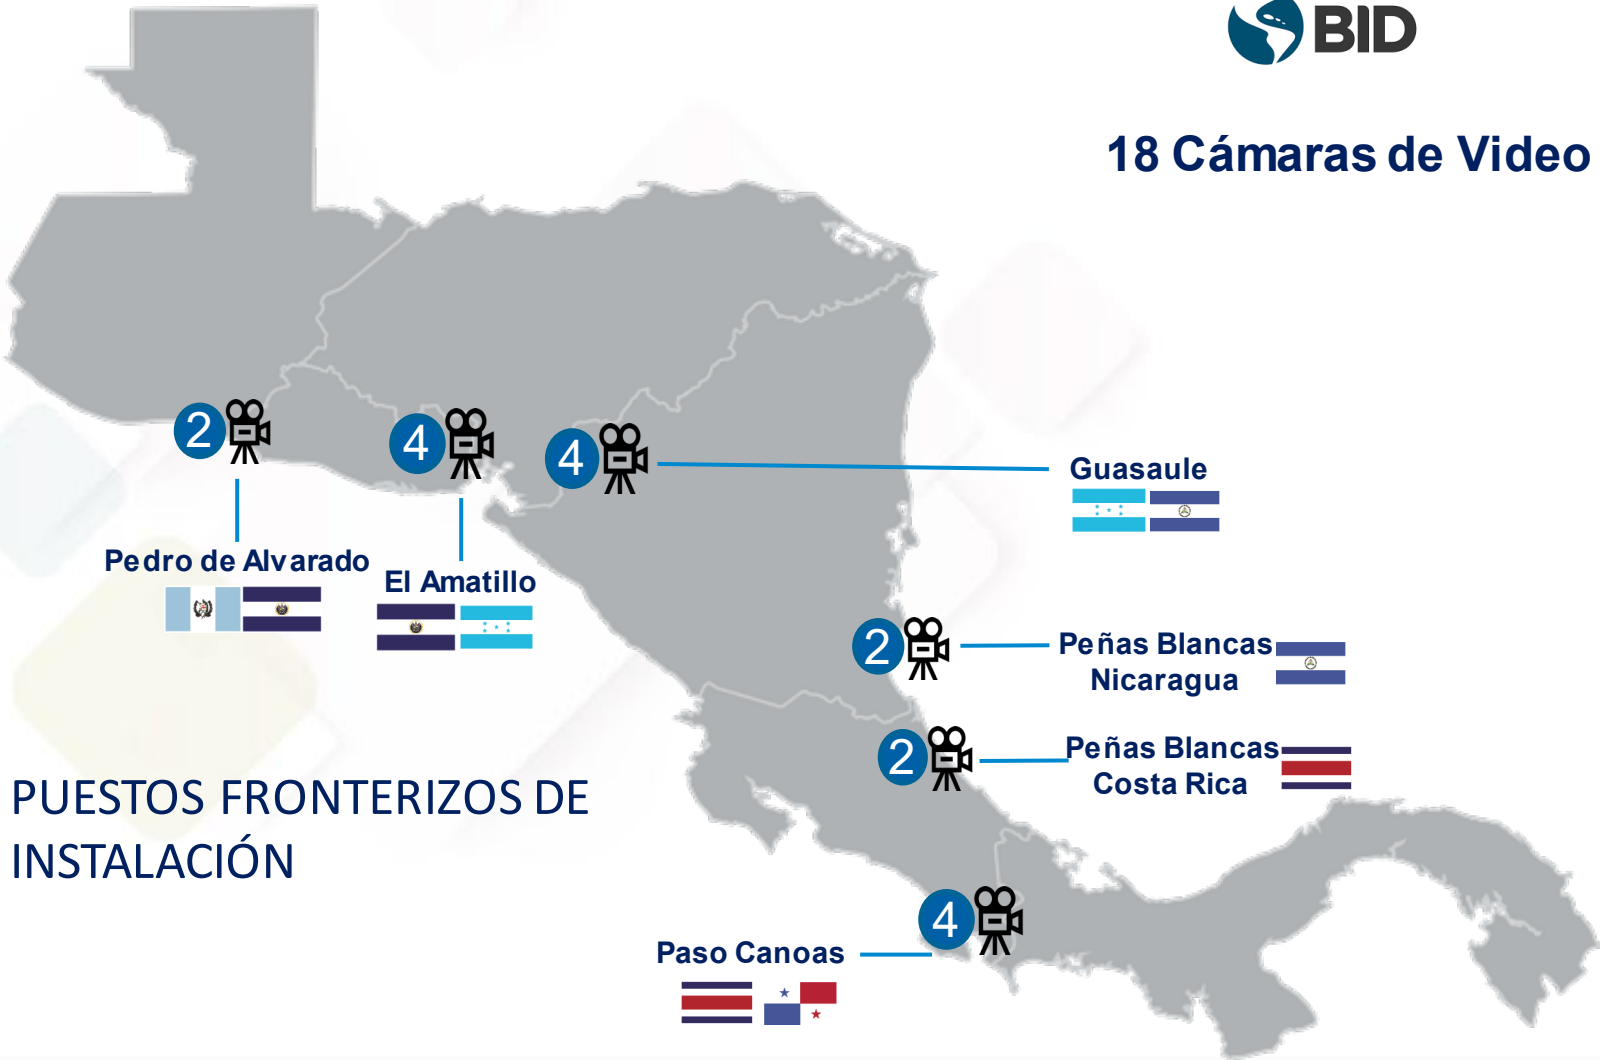 BID
18 Cámaras de Video
2
4
4
Guasaule
Pedro de Alvarado
El Amatillo
2
Peñas Blancas
Nicaragua
2
Peñas Blancas
Costa Rica
PUESTOS FRONTERIZOS DE
INSTALACIÓN
4
Paso Canoas